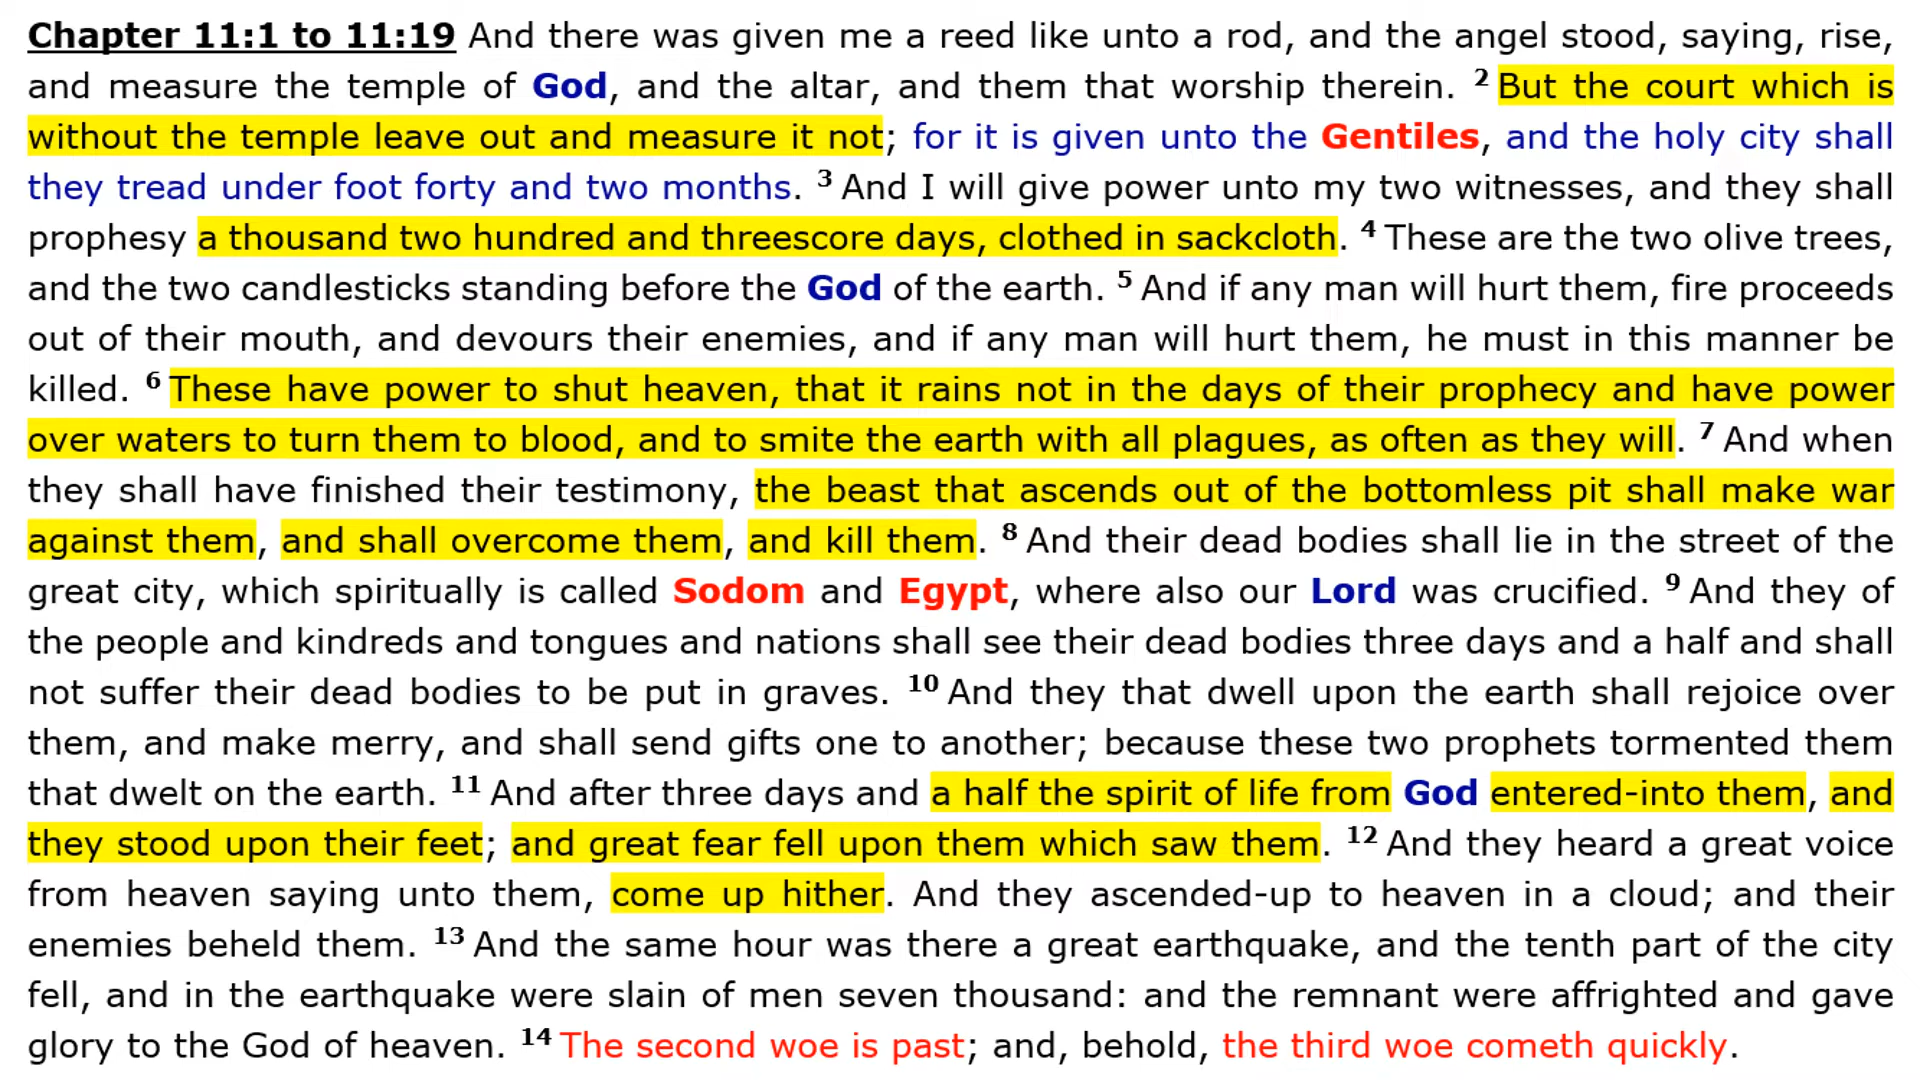 Chapter 11:1 to 11:19 And there was given me a reed like unto a rod, and the angel stood, saying, rise,
and measure the temple of God, and the altar, and them that worship therein. 2 But the court which is
without the temple leave out and measure it not; for it is given unto the Gentiles, and the holy city shall
they tread under foot forty and two months. 3 And I will give power unto my two witnesses, and they shall
prophesy a thousand two hundred and threescore days, clothed in sackcloth. 4 These are the two olive trees,
and the two candlesticks standing before the God of the earth. 5 And if any man will hurt them, fire proceeds
out of their mouth, and devours their enemies, and if any man will hurt them, he must in this manner be
killed. 6 These have power to shut heaven, that it rains not in the days of their prophecy and have power
over waters to turn them to blood, and to smite the earth with all plagues, as often as they will. 7 And when
they shall have finished their testimony, the beast that ascends out of the bottomless pit shall make war
against them, and shall overcome them, and kill them. 8 And their dead bodies shall lie in the street of the
great city, which spiritually is called Sodom and Egypt, where also our Lord was crucified. 9 And they of
the people and kindreds and tongues and nations shall see their dead bodies three days and a half and shall
not suffer their dead bodies to be put in graves. 10 And they that dwell upon the earth shall rejoice over
them, and make merry, and shall send gifts one to another; because these two prophets tormented them
that dwelt on the earth. 11 And after three days and a half the spirit of life from God entered-into them, and
they stood upon their feet; and great fear fell upon them which saw them. 12 And they heard a great voice
from heaven saying unto them, come up hither. And they ascended-up to heaven in a cloud; and their
enemies beheld them. 13 And the same hour was there a great earthquake, and the tenth part of the city
fell, and in the earthquake were slain of men seven thousand: and the remnant were affrighted and gave
glory to the God of heaven. 14 The second woe is past; and, behold, the third woe cometh quickly.